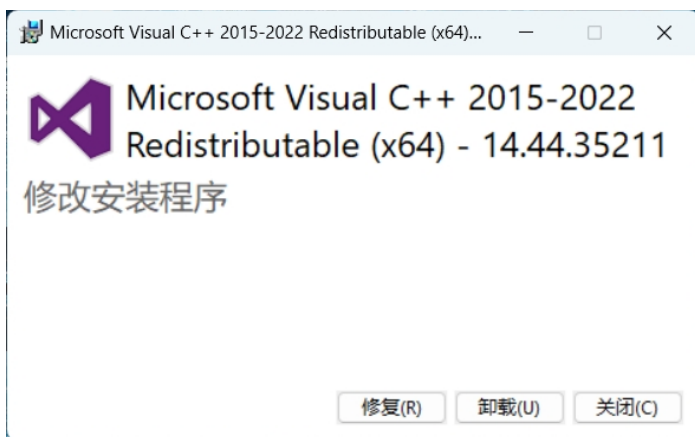 Microsoft Visual C++ 2015-2022 Redistributable (x64)...
Microsoft Visual C++ 2015-2022
Redistributable (x64) - 14.44.35211
修改安装程序
修复(R) 卸载(U) 关闭(C)